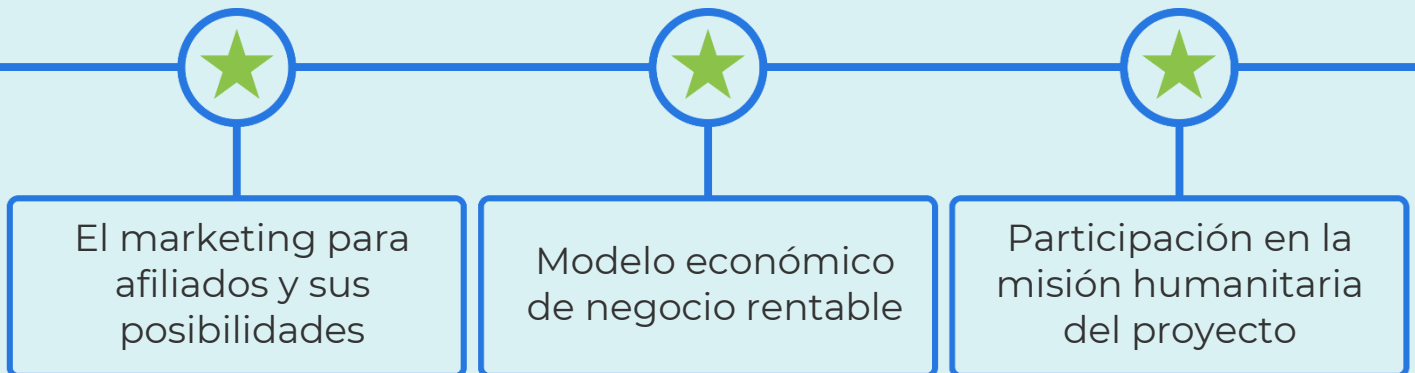 El marketing para
afiliados y sus
posibilidades
Modelo económico
de negocio rentable
Participación en la
misión humanitaria
del proyecto